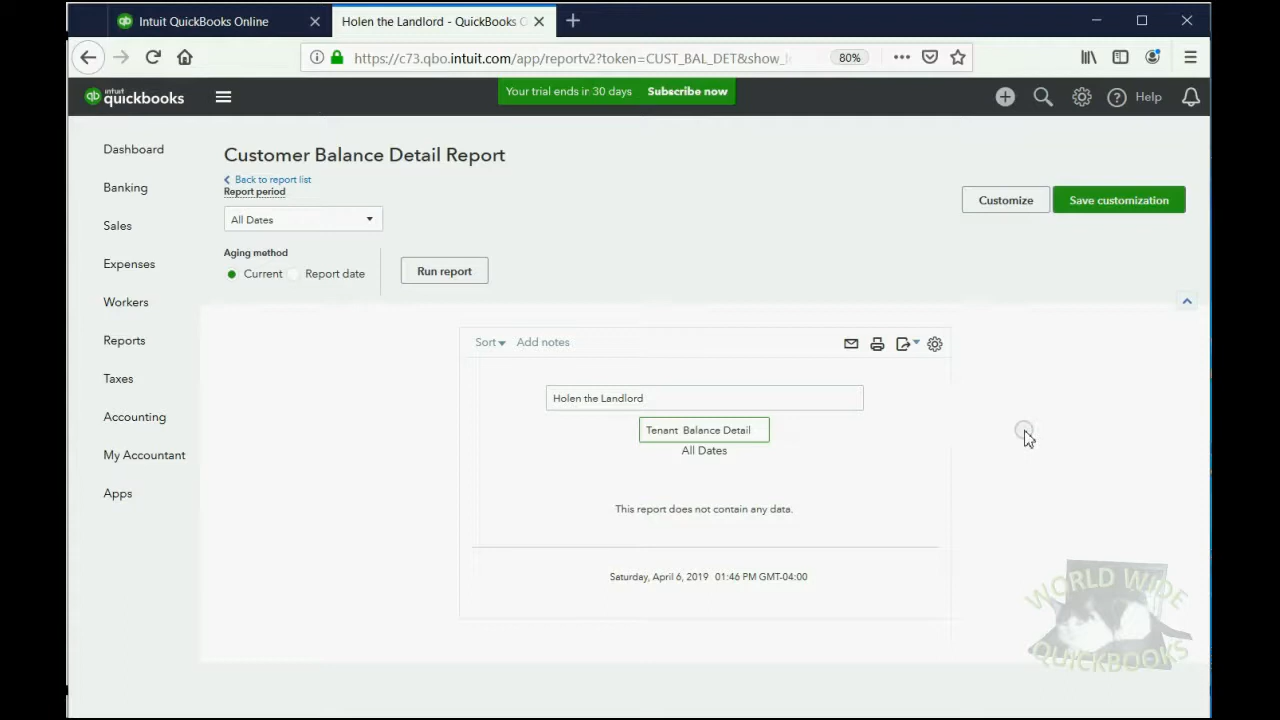 Intuit QuickBooks Online
Holen the Landlord - QuickBooks O
https://c73.qbo.intuit.com/app/reportv2?token=CUST_BAL_DET&show_
80%
intuit quickbooks
Your trial ends in 30 days Subscribe now
Help
Dashboard
Banking
Sales
Expenses
Workers
Reports
Taxes
Accounting
My Accountant
Apps
Customer Balance Detail Report
Back to report list
Report period
All Dates
Customize
Save customization
Aging method
Current
Report date
Run report
Sort
Add notes
Holen the Landlord
Tenant Balance Detail
All Dates
This report does not contain any data.
Saturday, April 6, 2019 01:46 PM GMT-04:00
WORLD WIDE
QUICKBOOKS